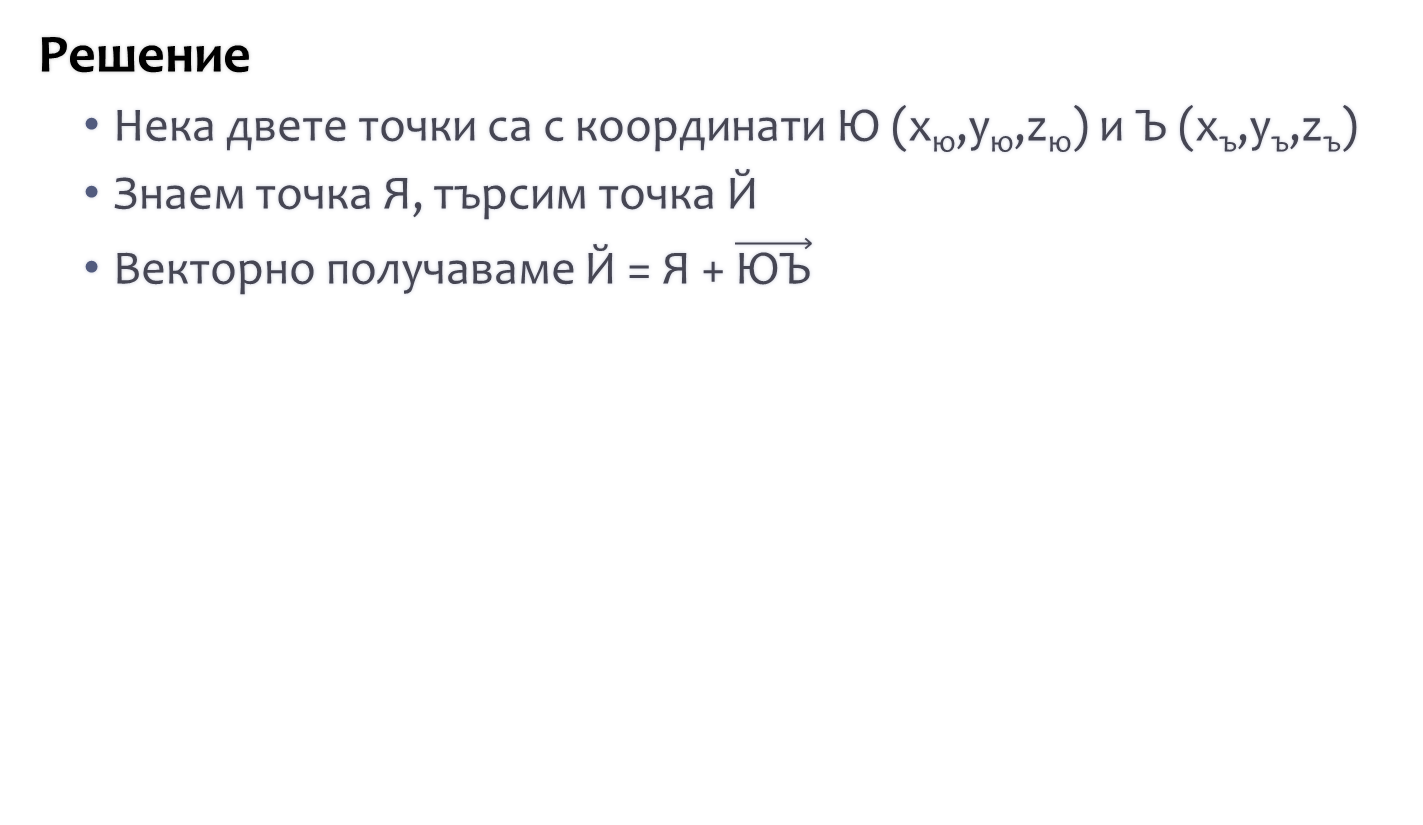 Решение
• Нека двете точки са с координати Ю (xю,yю,zю) и Ъ (xъ,yъ,zъ)
• Знаем точка Я, търсим точка Й
• Векторно получаваме Й = Я + ЮЪ→